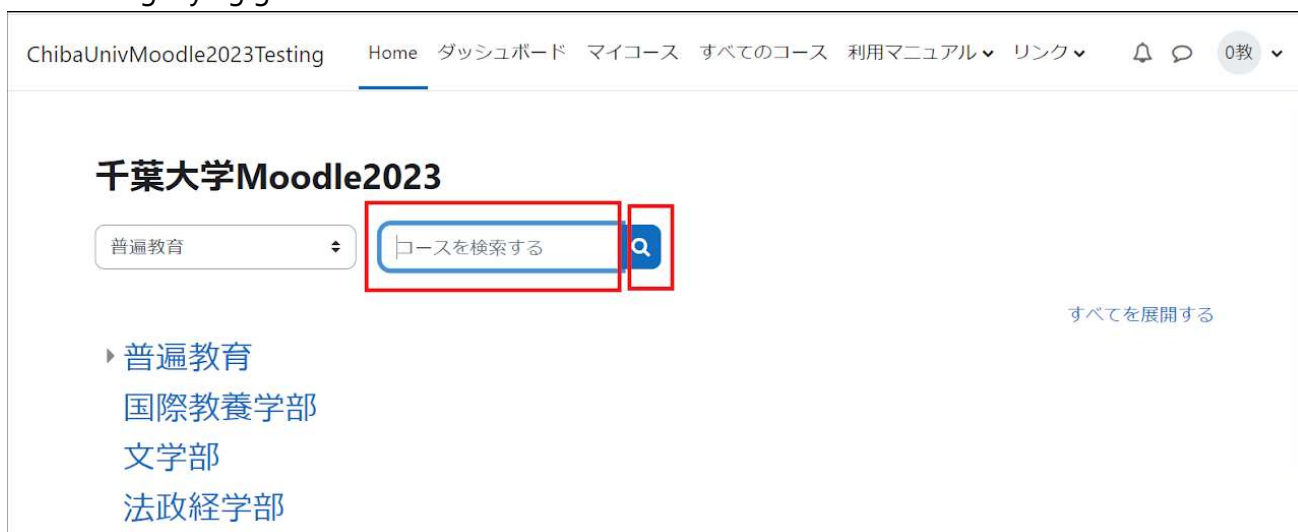 ChibaUnivMoodle2023Testing Home ダッシュボード マイコース すべてのコース 利用マニュアル リンク 0教
千葉大学Moodle2023
普遍教育 コースを検索する
すべてを展開する
普遍教育
国際教養学部
文学部
法政経学部